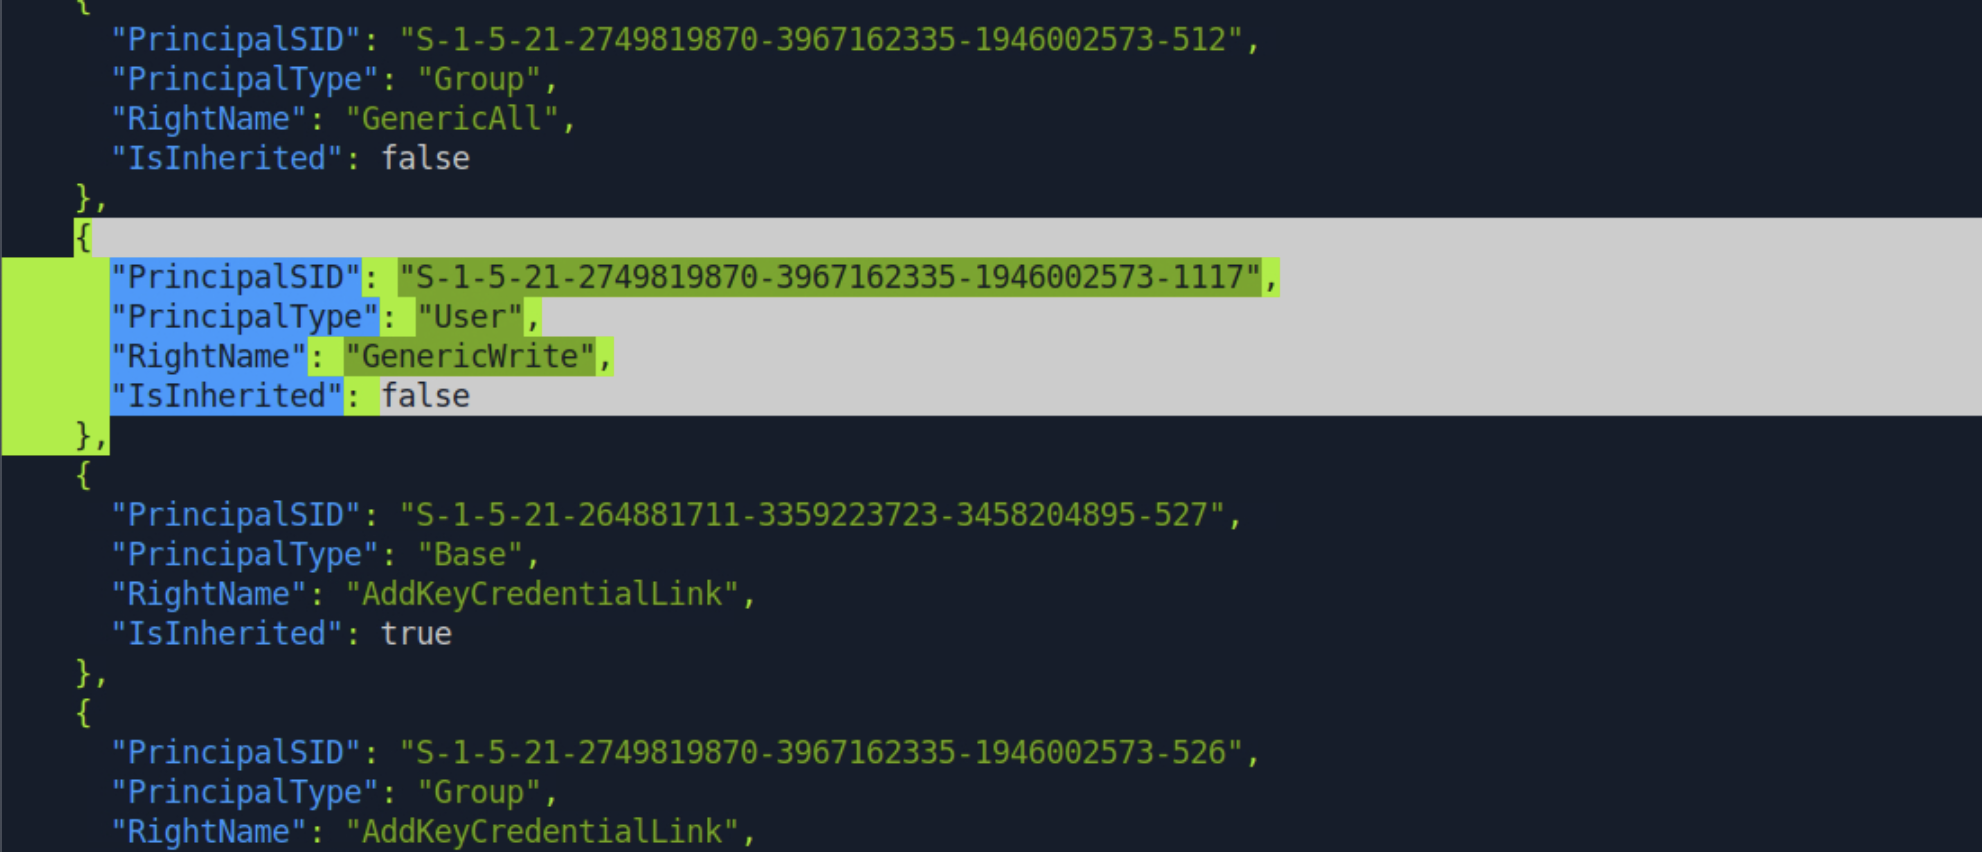 {
"PrincipalSID": "S-1-5-21-2749819870-3967162335-1946002573-512",
"PrincipalType": "Group",
"RightName": "GenericAll",
"IsInherited": false
},
{
"PrincipalSID": "S-1-5-21-2749819870-3967162335-1946002573-1117",
"PrincipalType": "User",
"RightName": "GenericWrite",
"IsInherited": false
},
{
"PrincipalSID": "S-1-5-21-264881711-3359223723-3458204895-527",
"PrincipalType": "Base",
"RightName": "AddKeyCredentialLink",
"IsInherited": true
},
{
"PrincipalSID": "S-1-5-21-2749819870-3967162335-1946002573-526",
"PrincipalType": "Group",
"RightName": "AddKeyCredentialLink",